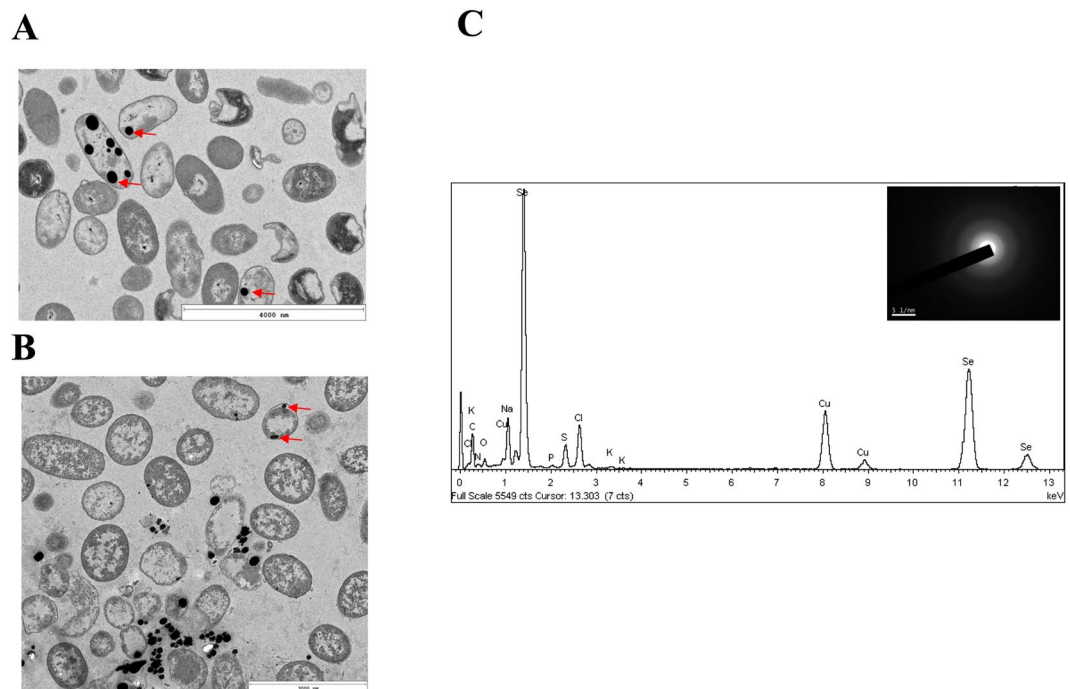 A
4000 nm
B
C
Se
K
C
Cl
N
O
Cu
Na
P
S
Cl
K
K
Cu
Cu
Se
Se
5 1/nm
0 1 2 3 4 5 6 7 8 9 10 11 12 13
Full Scale 5549 cts Cursor: 13.303 (7 cts)
keV